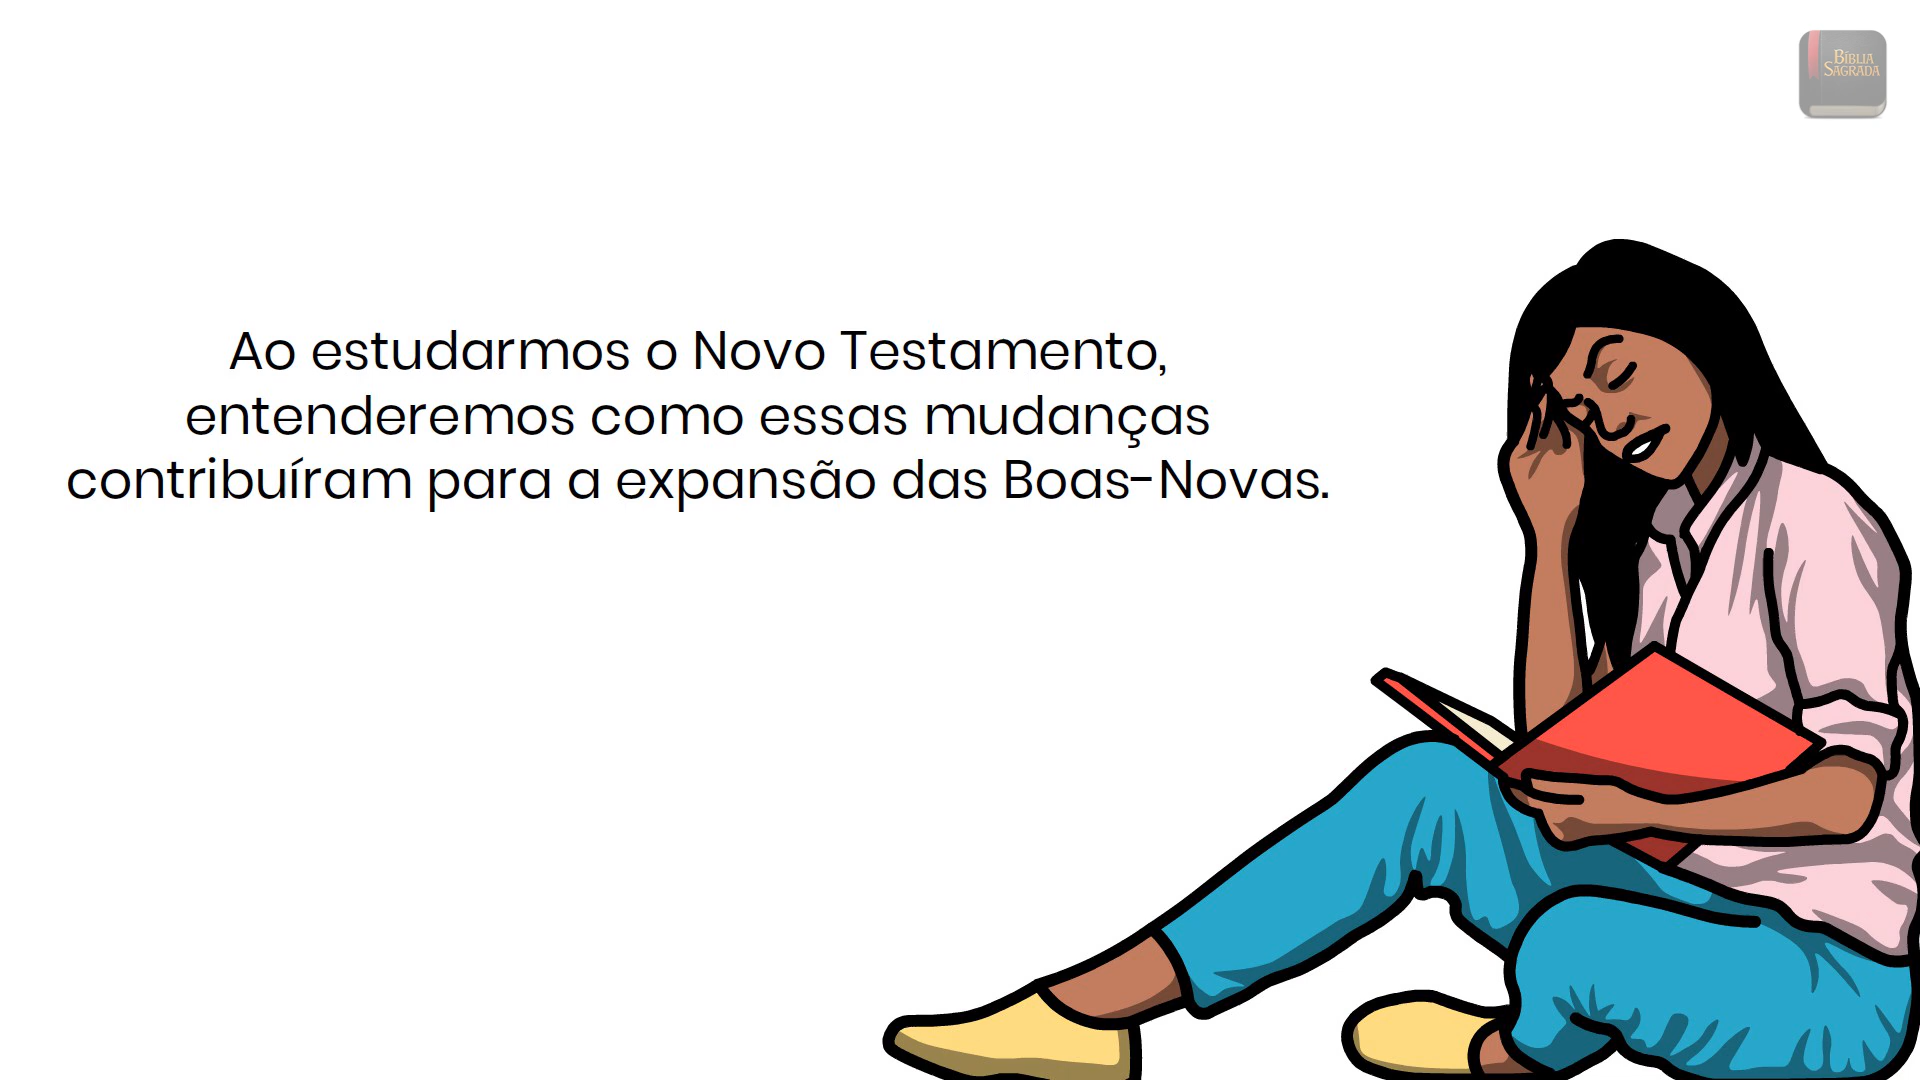 BÍBLIA
SAGRADA
Ao estudarmos o Novo Testamento,
entenderemos como essas mudanças
contribuíram para a expansão das Boas-Novas.